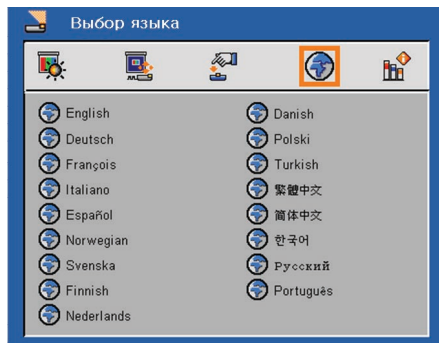 Выбор языка
English
Deutsch
Français
Italiano
Español
Norwegian
Svenska
Finnish
Nederlands
Danish
Polski
Turkish
繁體中文
简体中文
한국어
Русский
Português